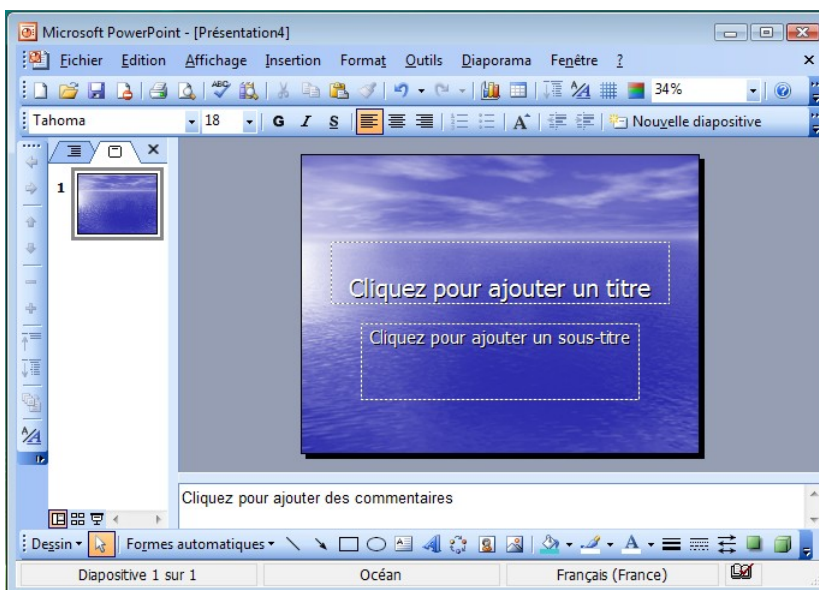 Microsoft PowerPoint - [Présentation4]
Fichier Edition Affichage Insertion Format Outils Diaporama Fenêtre ?
ABC 34%
Tahoma 18 G I S A Nouvelle diapositive
1
Cliquez pour ajouter un titre
Cliquez pour ajouter un sous-titre
Cliquez pour ajouter des commentaires
Dessin Formes automatiques A A
Diapositive 1 sur 1 Océan Français (France)